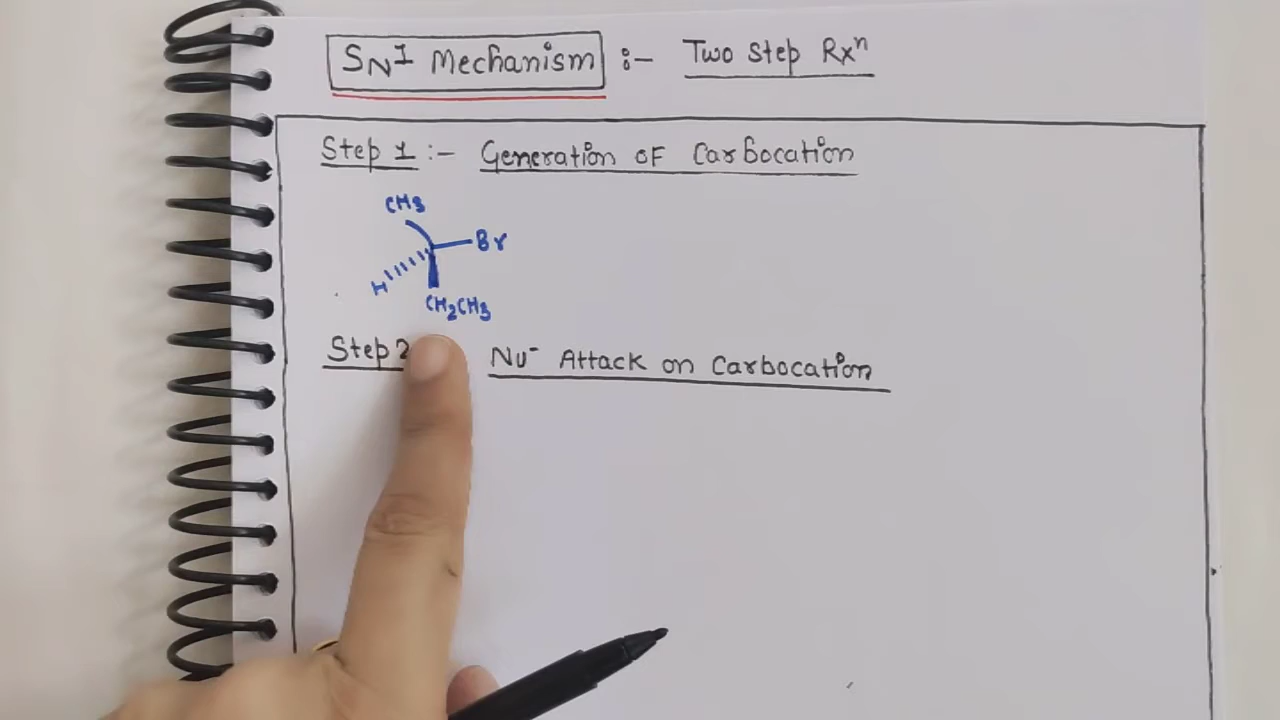 SN1 Mechanism :- Two Step Rxn
Step 1 :- Generation of Carbocation
CH3
Br
H
CH2CH3
Step 2 Nu- Attack on Carbocation